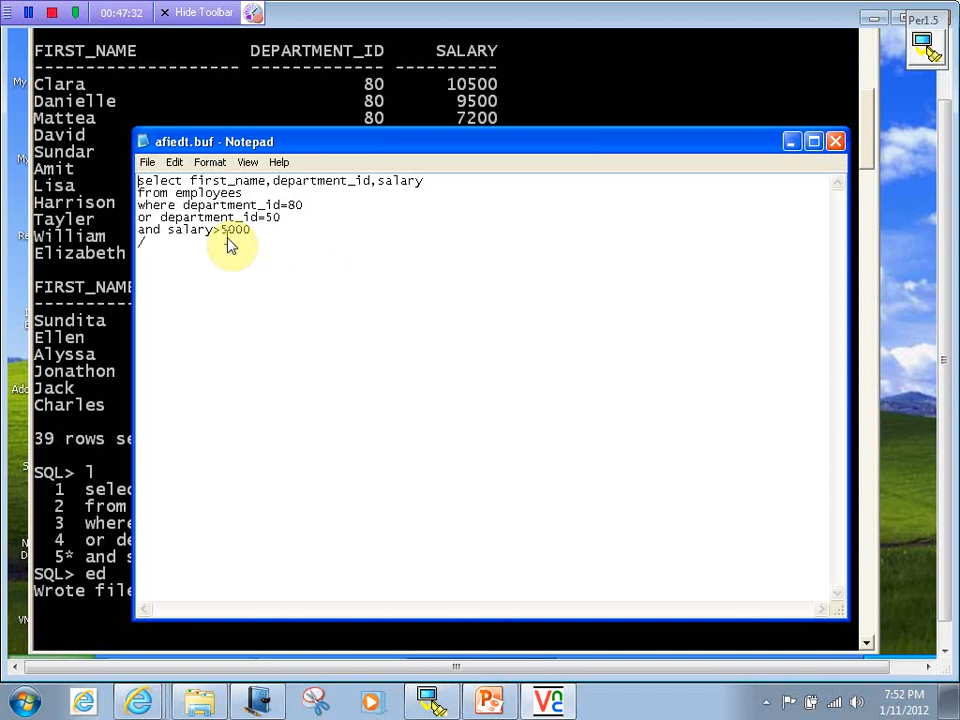 00:47:32
Hide Toolbar
Per1.5
FIRST_NAME DEPARTMENT_ID SALARY
-------------------- ------------- ----------
Clara 80 10500
Danielle 80 9500
Mattea 80 7200
David
Sundar
Amit
Lisa
Harrison
Tayler
William
Elizabeth
FIRST_NAME
Sundita
Ellen
Alyssa
Jonathon
Jack
Charles
39 rows se
SQL> l
1 selec
2 from
3 where
4 or de
5* and s
SQL> ed
Wrote file
afiedt.buf - Notepad
File Edit Format View Help
select first_name,department_id,salary
from employees
where department_id=80
or department_id=50
and salary>5000
/
My
Ado
VM
7:52 PM
1/11/2012